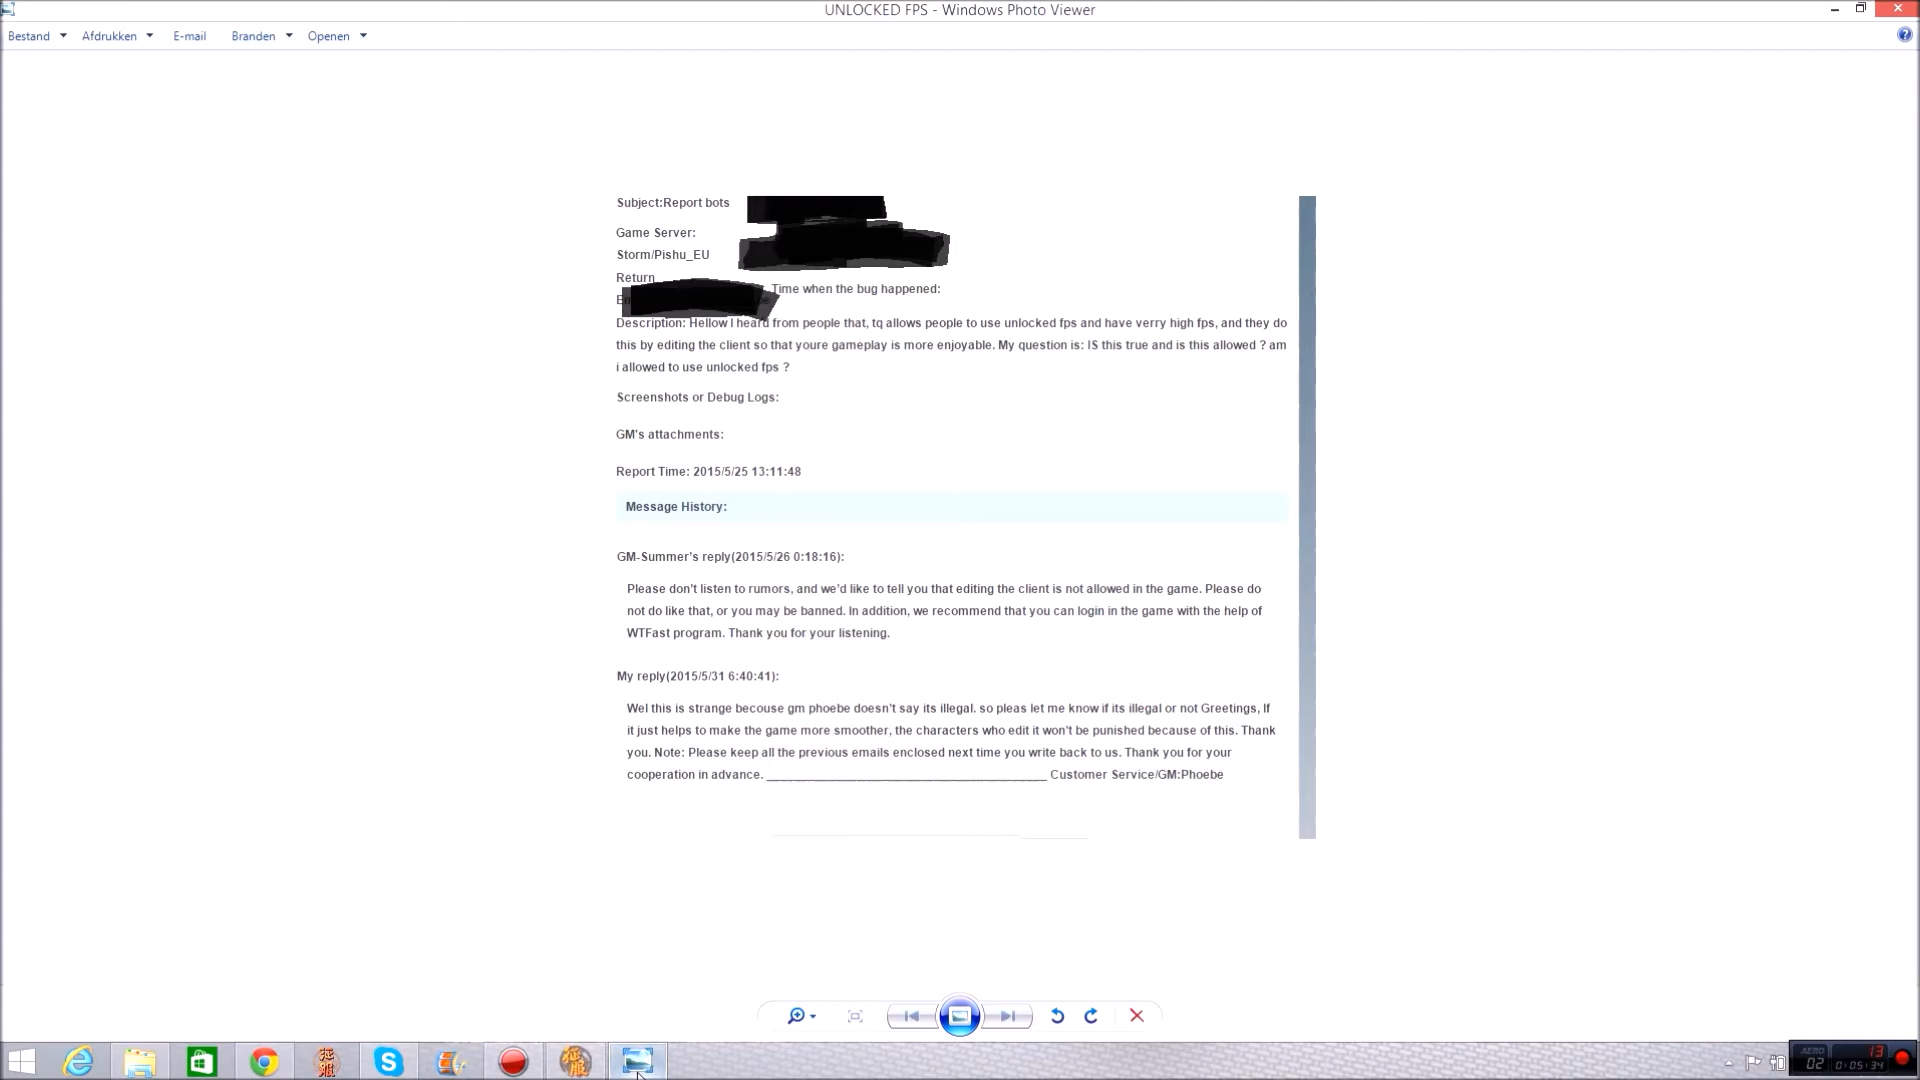 UNLOCKED FPS - Windows Photo Viewer
Bestand Afdrukken E-mail Branden Openen
Subject:Report bots
Game Server:
Storm/Pishu_EU
Return
Time when the bug happened:
Description: Hellow I heard from people that, tq allows people to use unlocked fps and have verry high fps, and they do
this by editing the client so that youre gameplay is more enjoyable. My question is: IS this true and is this allowed ? am
i allowed to use unlocked fps ?
Screenshots or Debug Logs:
GM's attachments:
Report Time: 2015/5/25 13:11:48
Message History:
GM-Summer's reply(2015/5/26 0:18:16):
Please don't listen to rumors, and we'd like to tell you that editing the client is not allowed in the game. Please do
not do like that, or you may be banned. In addition, we recommend that you can login in the game with the help of
WTFast program. Thank you for your listening.
My reply(2015/5/31 6:40:41):
Wel this is strange becouse gm phoebe doesn't say its illegal. so pleas let me know if its illegal or not Greetings, If
it just helps to make the game more smoother, the characters who edit it won't be punished because of this. Thank
you. Note: Please keep all the previous emails enclosed next time you write back to us. Thank you for your
cooperation in advance. ________________________________________ Customer Service/GM:Phoebe
AERO 13
02 0:05:34